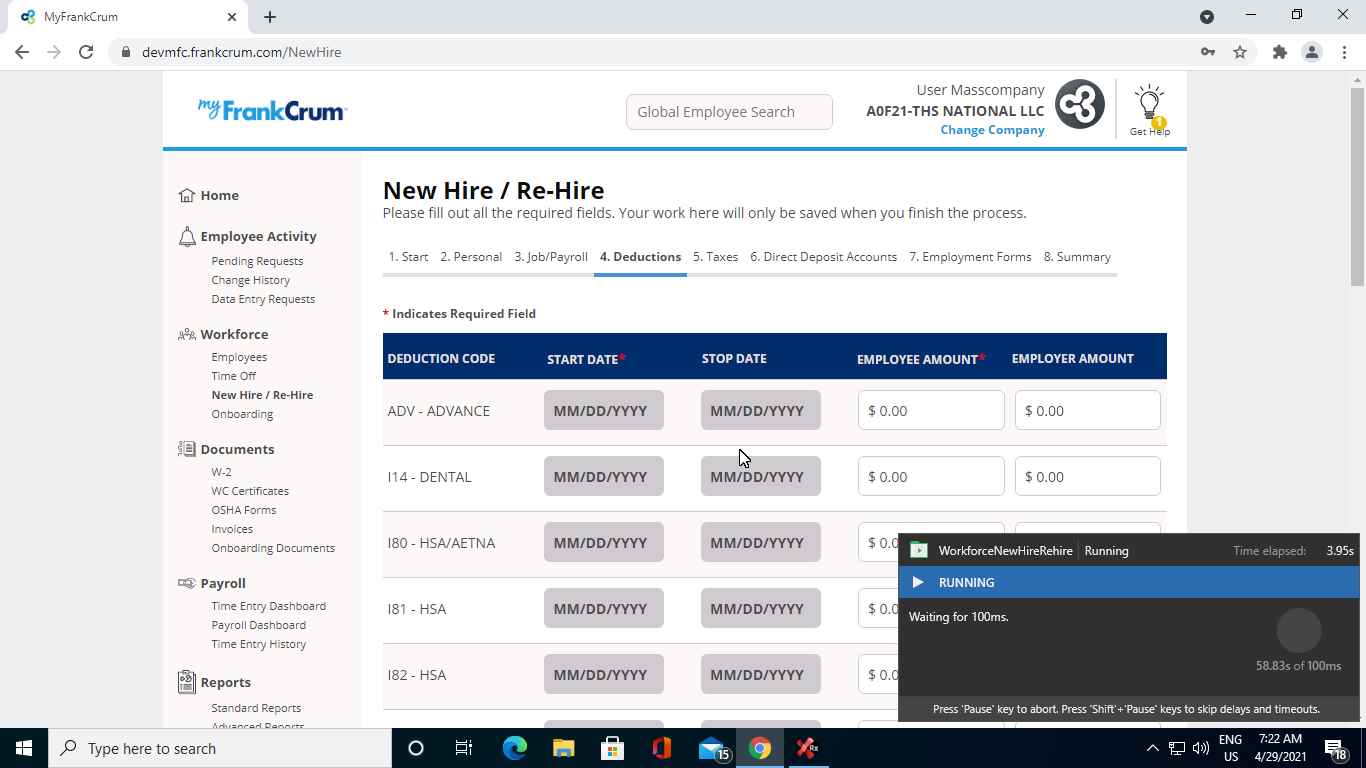 MyFrankCrum
devmfc.frankcrum.com/NewHire
my FrankCrum
Global Employee Search
User Masscompany
A0F21-THS NATIONAL LLC
Change Company
1
Get Help
Home
Employee Activity
Pending Requests
Change History
Data Entry Requests
Workforce
Employees
Time Off
New Hire / Re-Hire
Onboarding
Documents
W-2
WC Certificates
OSHA Forms
Invoices
Onboarding Documents
Payroll
Time Entry Dashboard
Payroll Dashboard
Time Entry History
Reports
Standard Reports
Advanced Reports
New Hire / Re-Hire
Please fill out all the required fields. Your work here will only be saved when you finish the process.
1. Start 2. Personal 3. Job/Payroll 4. Deductions 5. Taxes 6. Direct Deposit Accounts 7. Employment Forms 8. Summary
* Indicates Required Field
DEDUCTION CODE START DATE* STOP DATE EMPLOYEE AMOUNT* EMPLOYER AMOUNT
ADV - ADVANCE MM/DD/YYYY MM/DD/YYYY $ 0.00 $ 0.00
I14 - DENTAL MM/DD/YYYY MM/DD/YYYY $ 0.00 $ 0.00
I80 - HSA/AETNA MM/DD/YYYY MM/DD/YYYY $ 0.0
I81 - HSA MM/DD/YYYY MM/DD/YYYY $ 0.0
I82 - HSA MM/DD/YYYY MM/DD/YYYY $ 0.0
WorkforceNewHireRehire Running Time elapsed: 3.95s
RUNNING
Waiting for 100ms.
58.83s of 100ms
Press 'Pause' key to abort. Press 'Shift'+'Pause' keys to skip delays and timeouts.
Type here to search
15
Rx
ENG
US
7:22 AM
4/29/2021
18